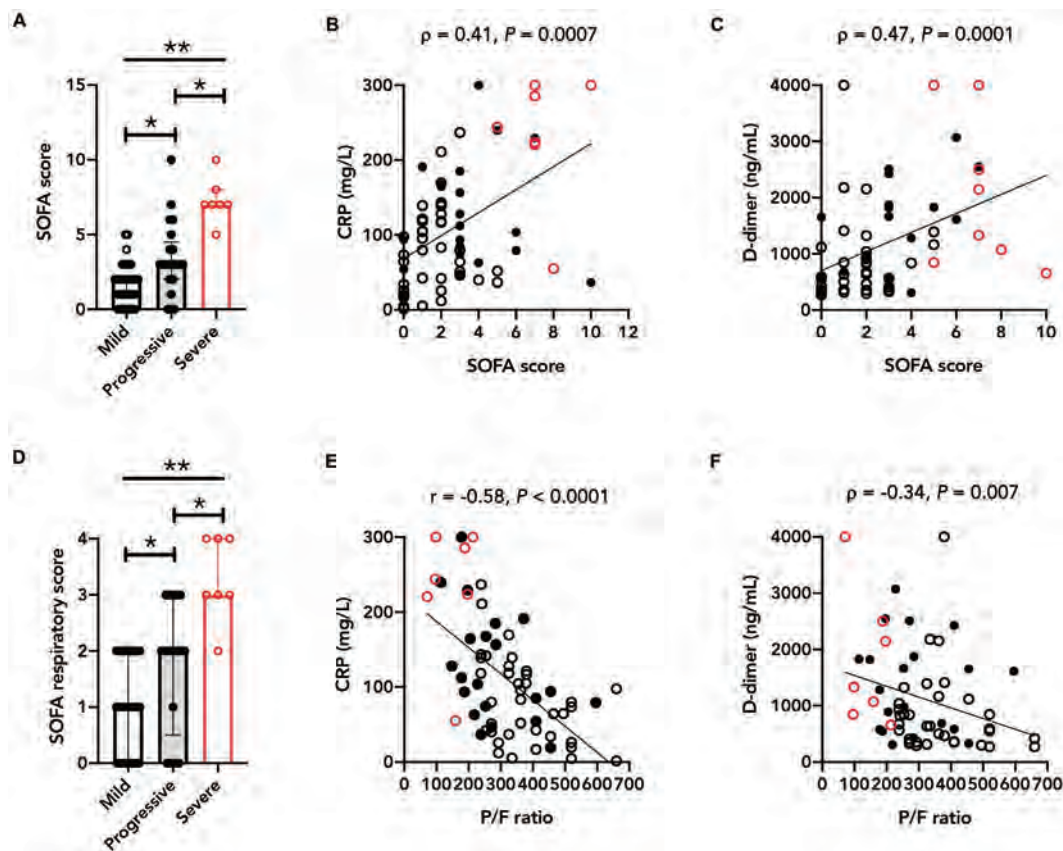 A
**
*
*
SOFA score
15
10
5
0
Mild
Progressive
Severe
B
ρ = 0.41, P = 0.0007
CRP (mg/L)
300
200
100
0
0 2 4 6 8 10 12
SOFA score
C
ρ = 0.47, P = 0.0001
D-dimer (ng/mL)
4000
3000
2000
1000
0
0 2 4 6 8 10
SOFA score
D
**
*
*
SOFA respiratory score
4
3
2
1
0
Mild
Progressive
Severe
E
r = -0.58, P < 0.0001
CRP (mg/L)
300
200
100
0
0 100 200 300 400 500 600 700
P/F ratio
F
ρ = -0.34, P = 0.007
D-dimer (ng/mL)
4000
3000
2000
1000
0
0 100 200 300 400 500 600 700
P/F ratio